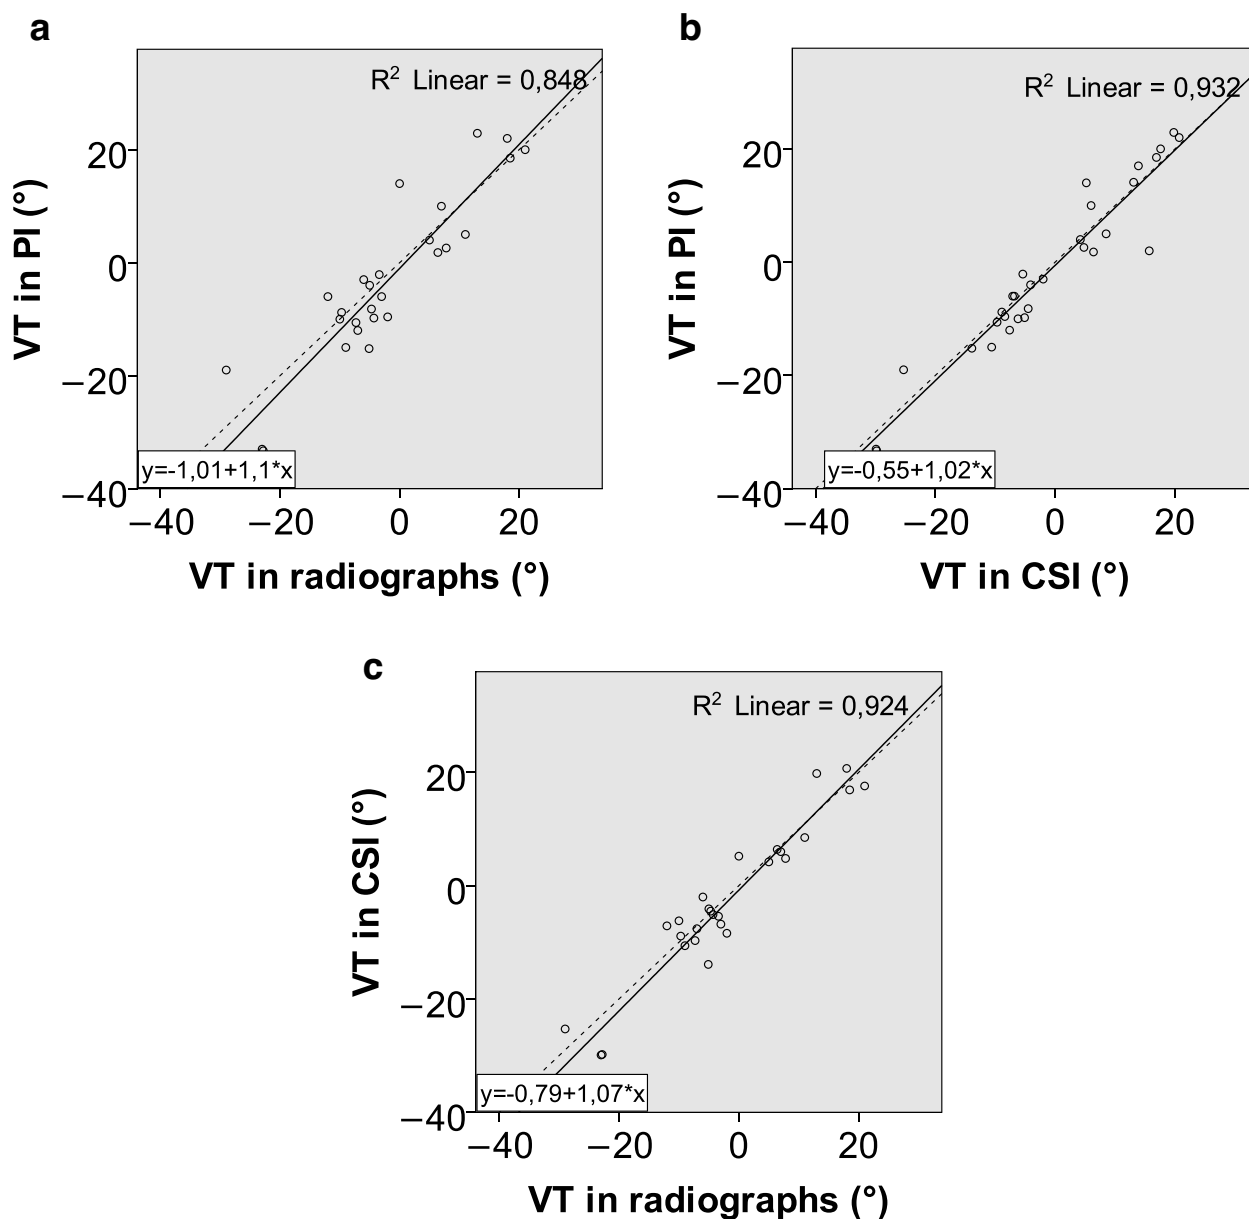 a
R² Linear = 0,848
VT in PI (°)
20
0
−20
−40
y=-1,01+1,1*x
−40 −20 0 20
VT in radiographs (°)
b
R² Linear = 0,932
VT in PI (°)
20
0
−20
−40
y=-0,55+1,02*x
−40 −20 0 20
VT in CSI (°)
c
R² Linear = 0,924
VT in CSI (°)
20
0
−20
−40
y=-0,79+1,07*x
−40 −20 0 20
VT in radiographs (°)